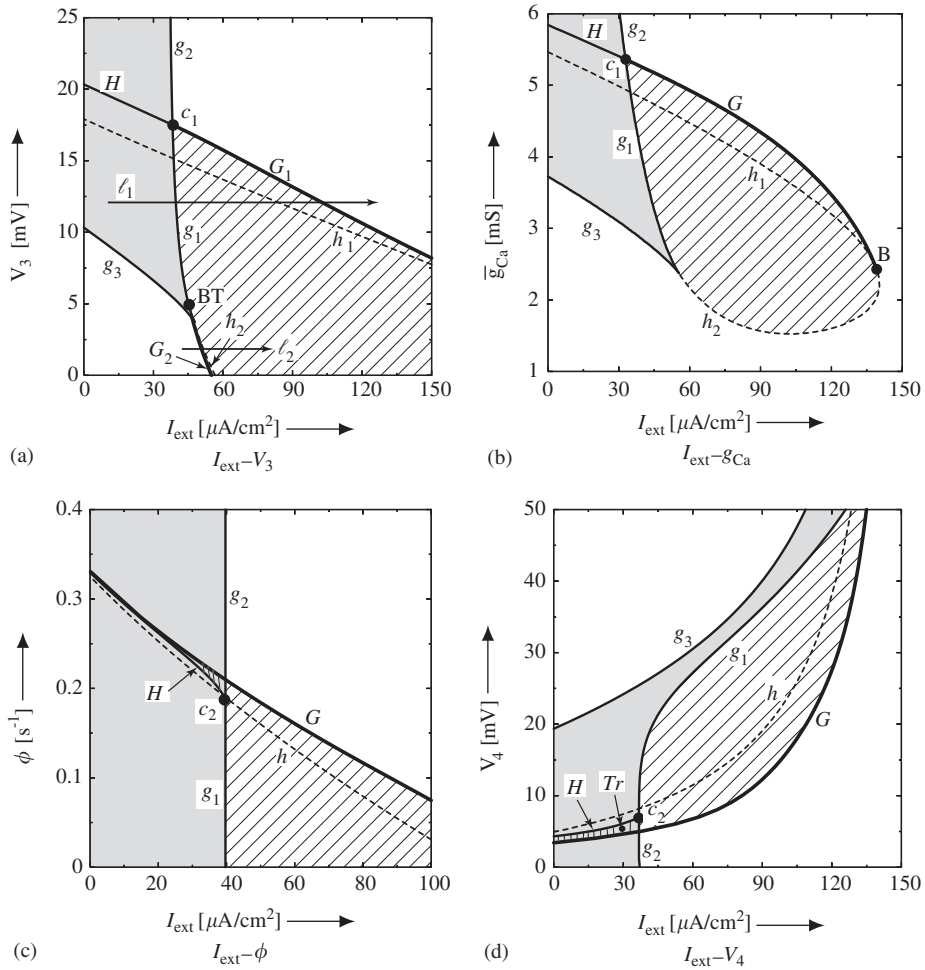 25
20
15
10
5
0
V3 [mV]
H
g2
c1
G1
ℓ1
g1
h1
g3
BT
h2
G2
ℓ2
0 30 60 90 120 150
Iext [μA/cm²]
(a)
Iext–V3
6
5
4
3
2
1
g̅Ca [mS]
H
g2
c1
G
g1
h1
g3
B
h2
0 30 60 90 120 150
Iext [μA/cm²]
(b)
Iext–gCa
0.4
0.3
0.2
0.1
0
ϕ [s⁻¹]
g2
H
c2
G
h
g1
0 20 40 60 80 100
Iext [μA/cm²]
(c)
Iext–ϕ
50
40
30
20
10
0
V4 [mV]
g3
g1
h
G
H
Tr
c2
g2
0 30 60 90 120 150
Iext [μA/cm²]
(d)
Iext–V4